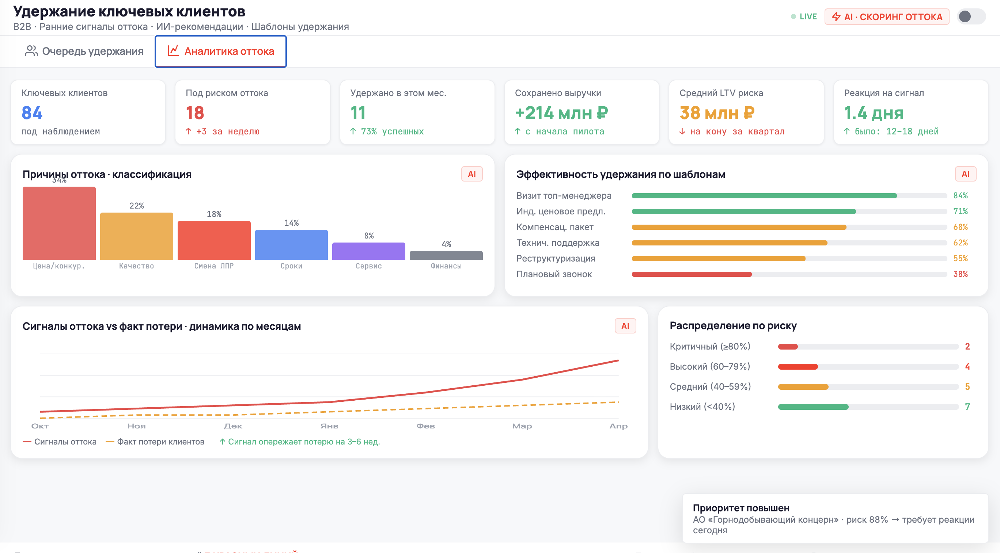 Удержание ключевых клиентов
B2B · Ранние сигналы оттока · ИИ-рекомендации · Шаблоны удержания
LIVE
AI · СКОРИНГ ОТТОКА
Очередь удержания
Аналитика оттока
Ключевых клиентов
84
под наблюдением
Под риском оттока
18
↑ +3 за неделю
Удержано в этом мес.
11
↑ 73% успешных
Сохранено выручки
+214 млн ₽
↑ с начала пилота
Средний LTV риска
38 млн ₽
↓ на кону за квартал
Реакция на сигнал
1.4 дня
↑ было: 12–18 дней
Причины оттока · классификация
AI
34%
22%
18%
14%
8%
4%
Цена/конкур.
Качество
Смена ЛПР
Сроки
Сервис
Финансы
Эффективность удержания по шаблонам
AI
Визит топ-менеджера 84%
Инд. ценовое предл. 71%
Компенсац. пакет 68%
Технич. поддержка 62%
Реструктуризация 55%
Плановый звонок 38%
Сигналы оттока vs факт потери · динамика по месяцам
AI
Окт Ноя Дек Янв Фев Мар Апр
Сигналы оттока
Факт потери клиентов
↑ Сигнал опережает потерю на 3–6 нед.
Распределение по риску
Критичный (≥80%) 2
Высокий (60–79%) 4
Средний (40–59%) 5
Низкий (<40%) 7
Приоритет повышен
АО «Горнодобывающий концерн» · риск 88% → требует реакции
сегодня